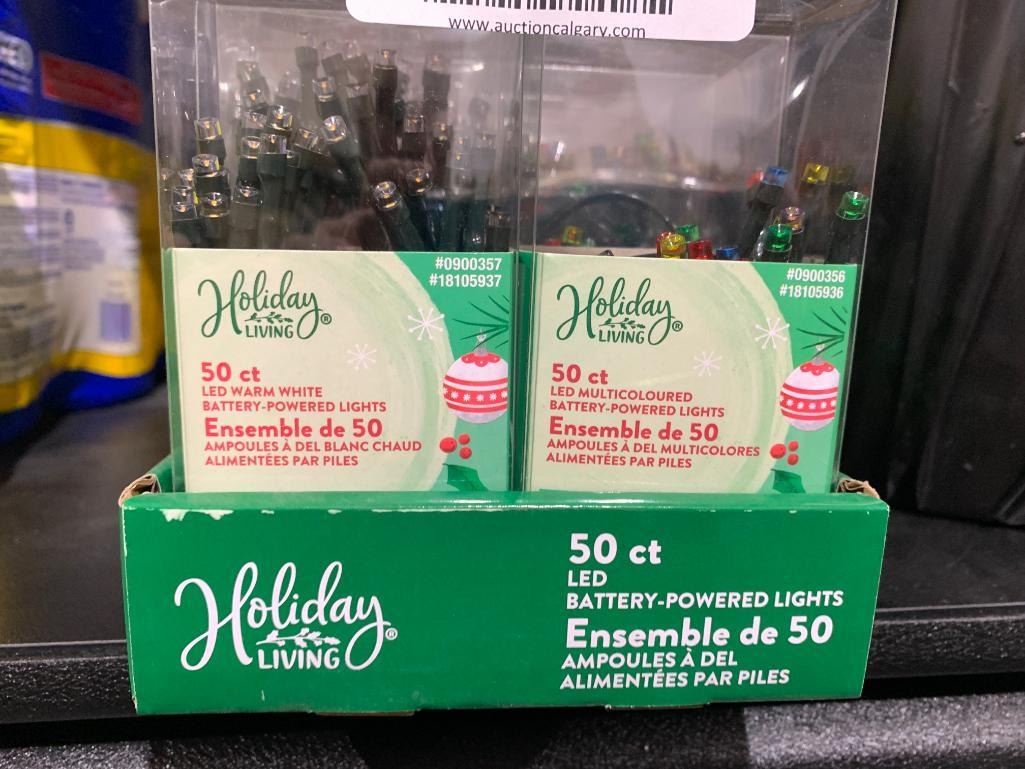 www.auctioncalgary.com
#0900357
#18105937
Holiday
LIVING®
50 ct
LED WARM WHITE
BATTERY-POWERED LIGHTS
Ensemble de 50
AMPOULES À DEL BLANC CHAUD
ALIMENTÉES PAR PILES
#0900356
#18105936
Holiday
LIVING®
50 ct
LED MULTICOLOURED
BATTERY-POWERED LIGHTS
Ensemble de 50
AMPOULES À DEL MULTICOLORES
ALIMENTÉES PAR PILES
Holiday
LIVING®
50 ct
LED
BATTERY-POWERED LIGHTS
Ensemble de 50
AMPOULES À DEL
ALIMENTÉES PAR PILES